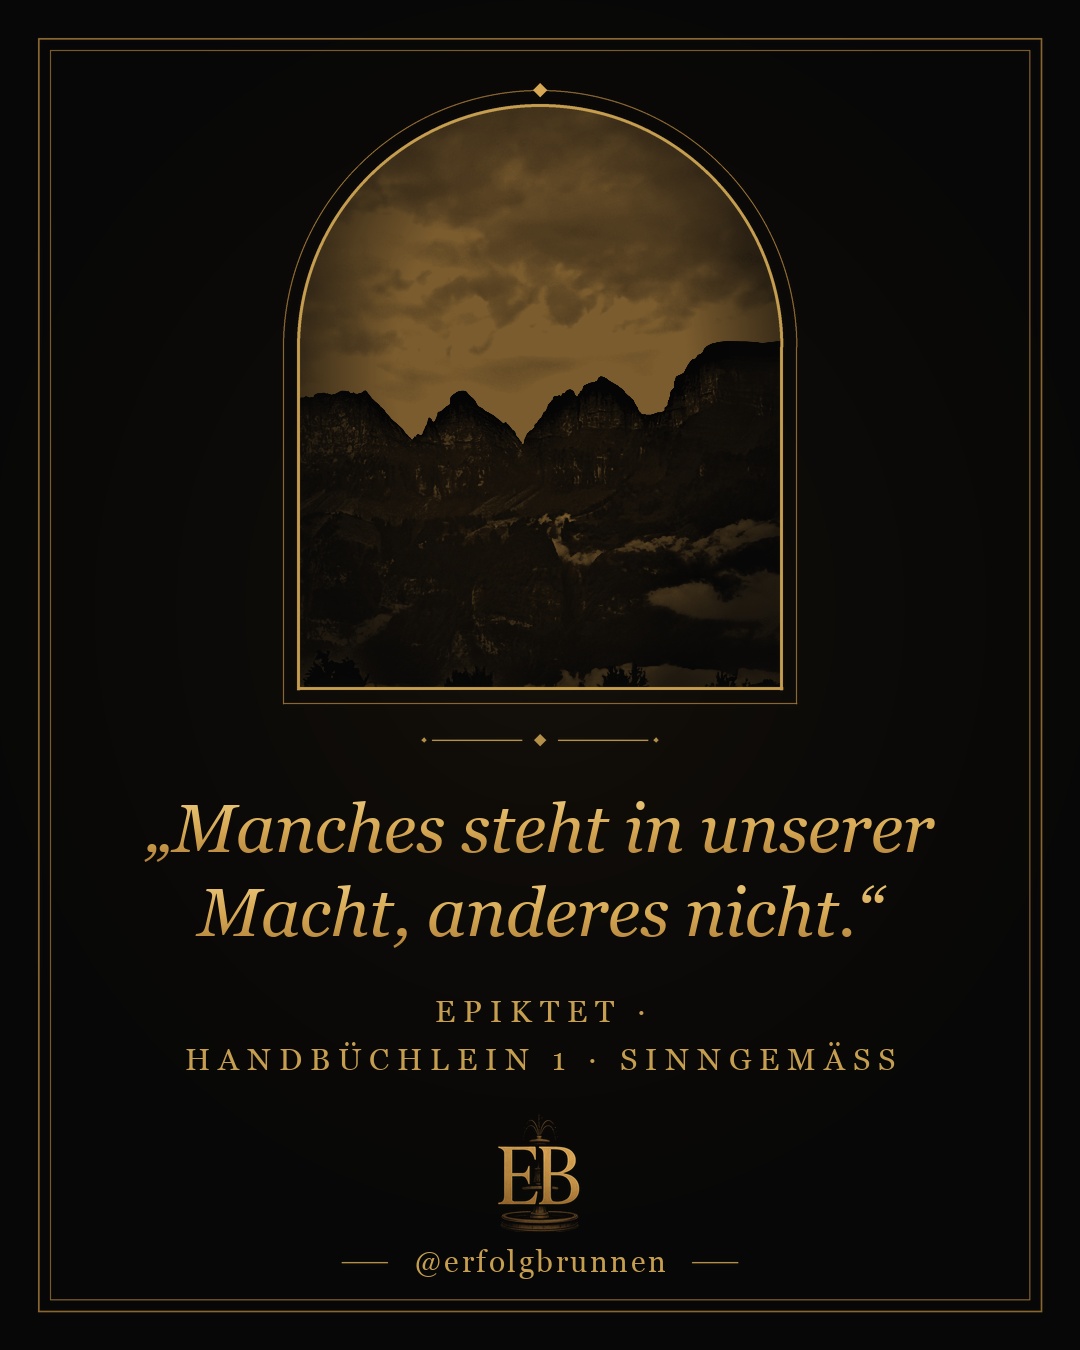 „Manches steht in unserer
Macht, anderes nicht.“
EPIKTET ·
HANDBÜCHLEIN 1 · SINNGEMÄSS
EB
@erfolgbrunnen